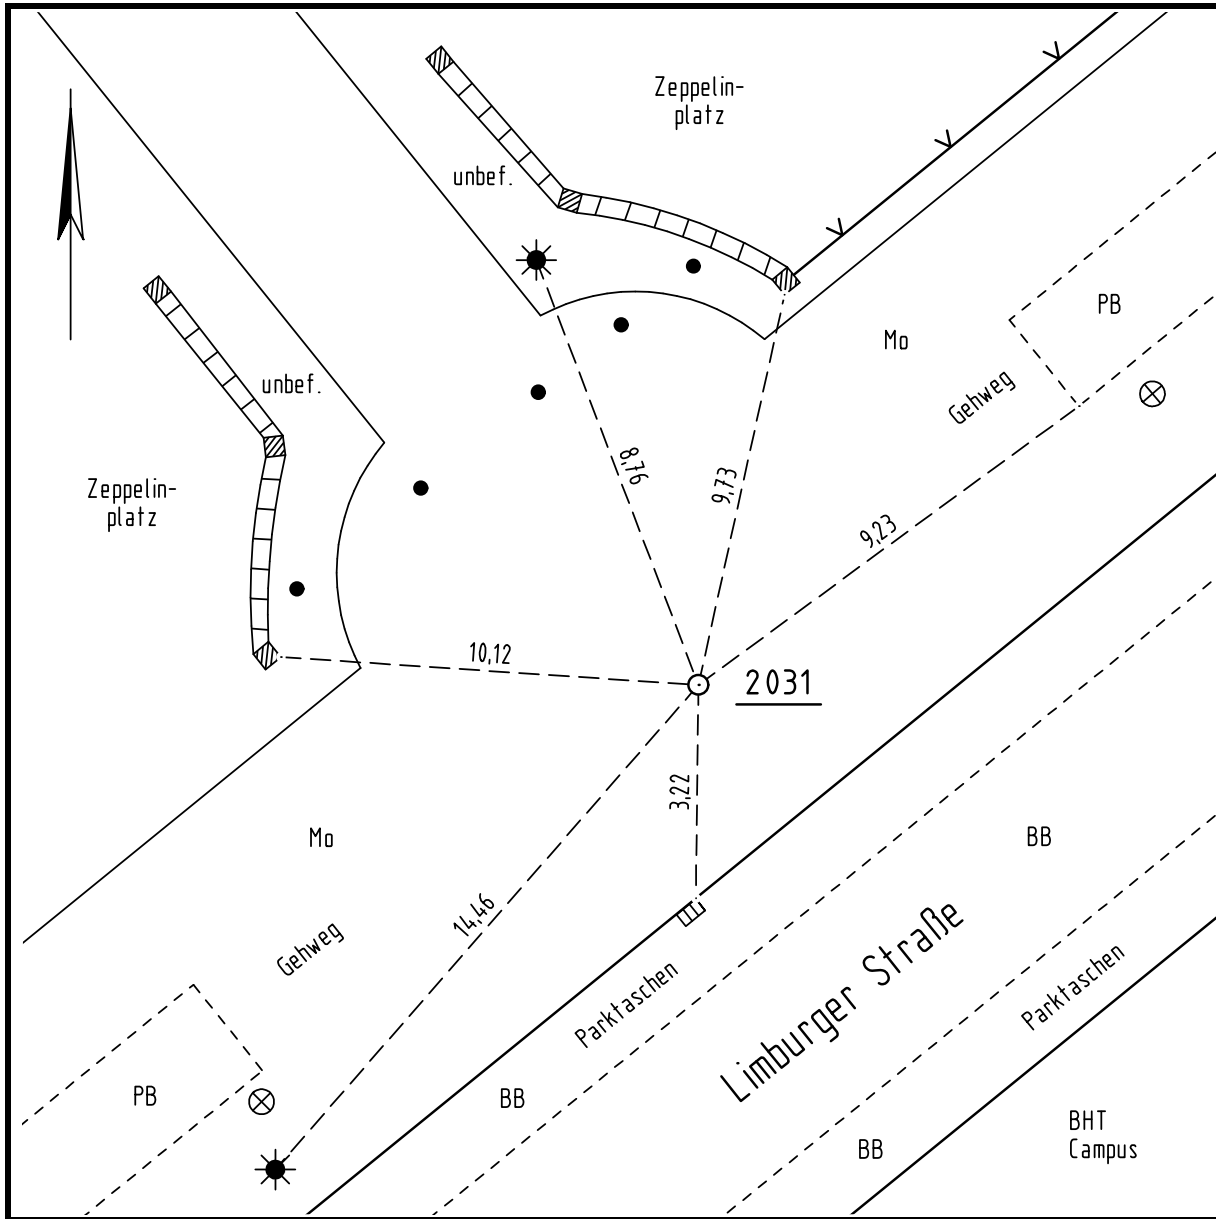 Zeppelin-
platz
unbef.
PB
Mo
Gehweg
unbef.
8,76
9,73
9,23
Zeppelin-
platz
10,12
2031
3,22
Mo
BB
14,46
Gehweg
Limburger Straße
Parktaschen
Parktaschen
PB
BB
BB
BHT
Campus